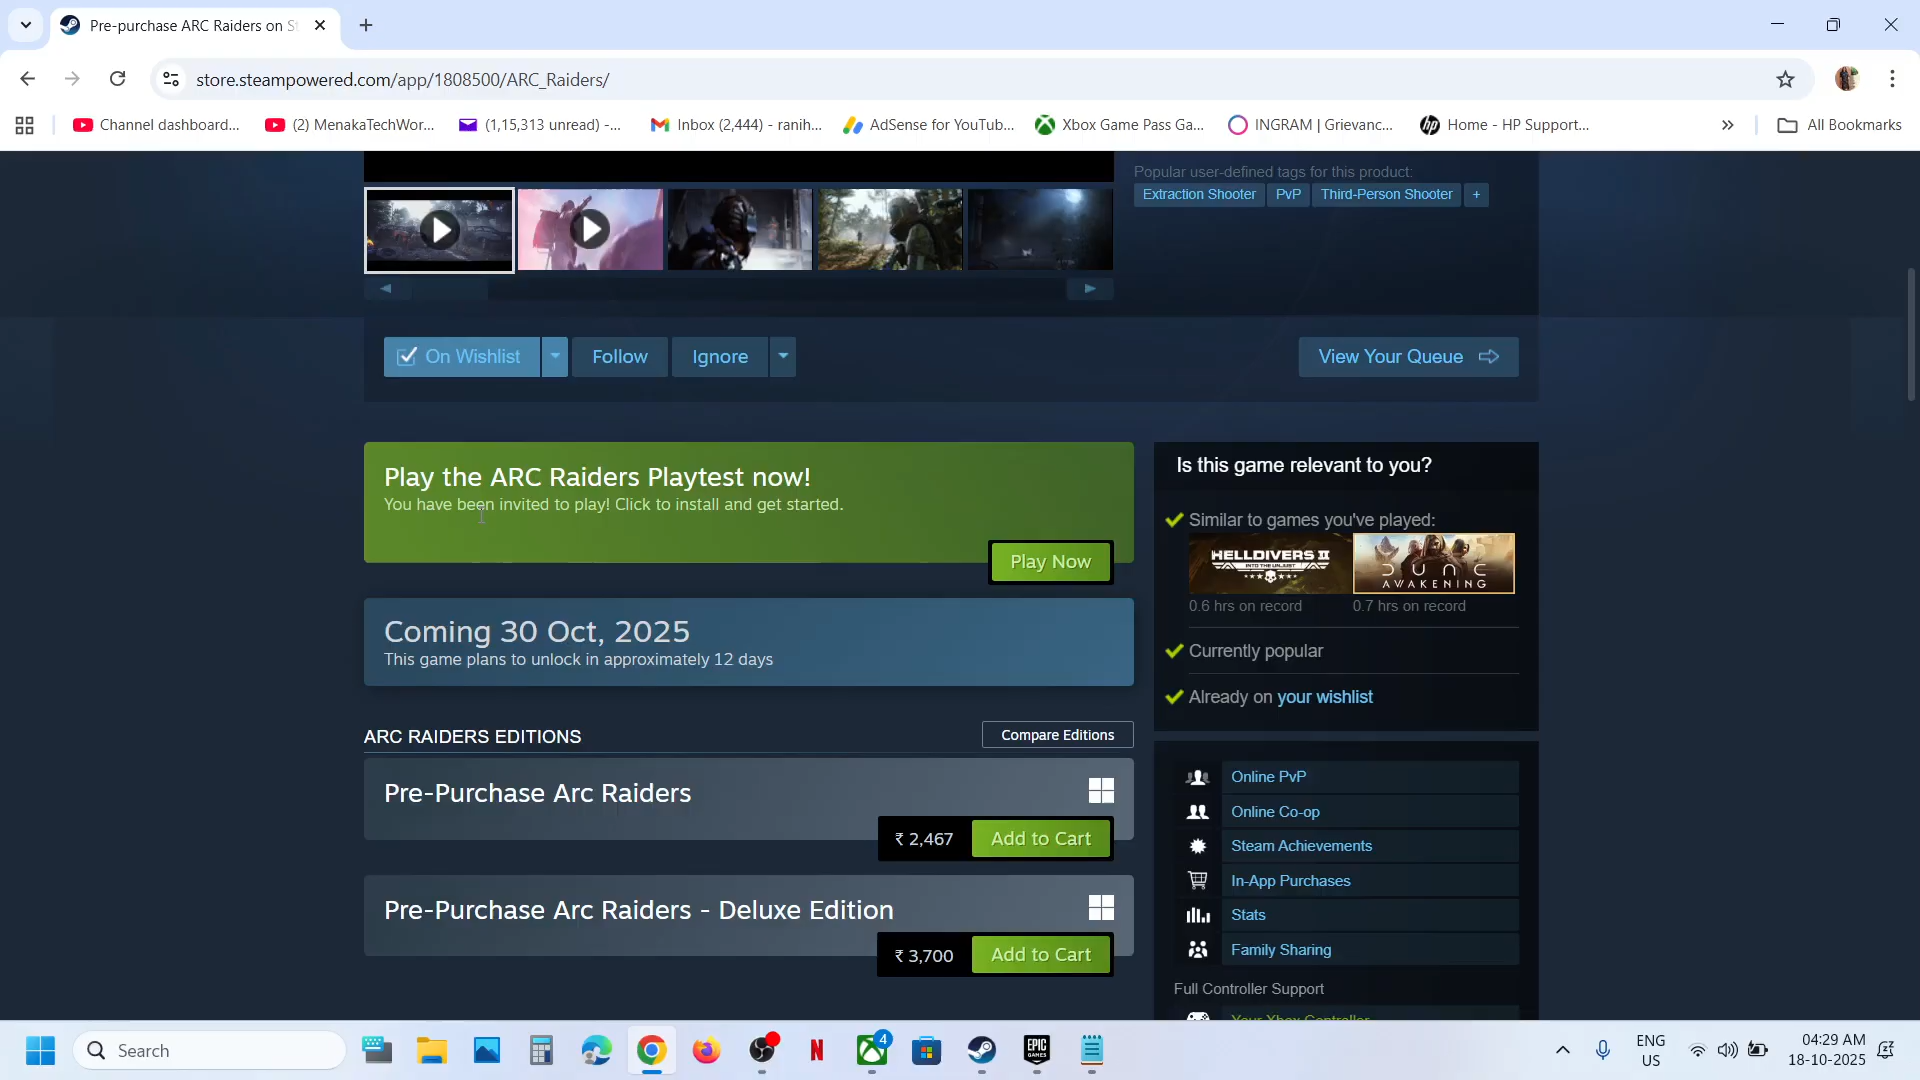 Pre-purchase ARC Raiders on S
store.steampowered.com/app/1808500/ARC_Raiders/
Channel dashboard...
(2) MenakaTechWor...
(1,15,313 unread) -...
Inbox (2,444) - ranih...
AdSense for YouTub...
Xbox Game Pass Ga...
INGRAM | Grievanc...
Home - HP Support...
All Bookmarks
Popular user-defined tags for this product:
Extraction Shooter
PvP
Third-Person Shooter
+
On Wishlist
Follow
Ignore
View Your Queue
Play the ARC Raiders Playtest now!
You have been invited to play! Click to install and get started.
Play Now
Coming 30 Oct, 2025
This game plans to unlock in approximately 12 days
ARC RAIDERS EDITIONS
Compare Editions
Pre-Purchase Arc Raiders
₹ 2,467
Add to Cart
Pre-Purchase Arc Raiders - Deluxe Edition
₹ 3,700
Add to Cart
Is this game relevant to you?
Similar to games you've played:
HELLDIVERS II
INTO THE UNJUST
DUNE
AWAKENING
0.6 hrs on record
0.7 hrs on record
Currently popular
Already on your wishlist
Online PvP
Online Co-op
Steam Achievements
In-App Purchases
Stats
Family Sharing
Full Controller Support
Your Xbox Controller
Search
4
EPIC
GAMES
ENG
US
04:29 AM
18-10-2025